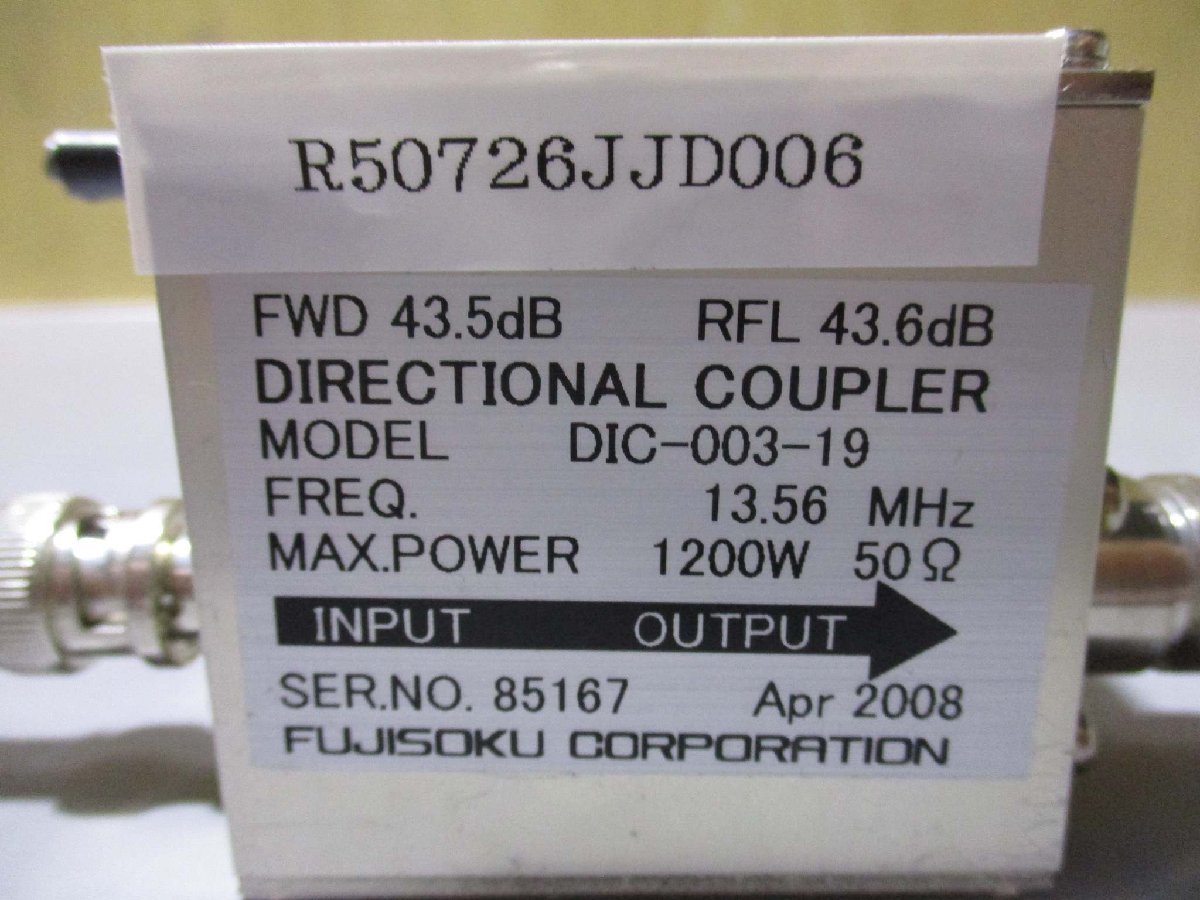 R50726JJD006
FWD 43.5dB RFL 43.6dB
DIRECTIONAL COUPLER
MODEL DIC-003-19
FREQ. 13.56 MHz
MAX.POWER 1200W 50Ω
INPUT OUTPUT
SER.NO. 85167 Apr 2008
FUJISOKU CORPORATION